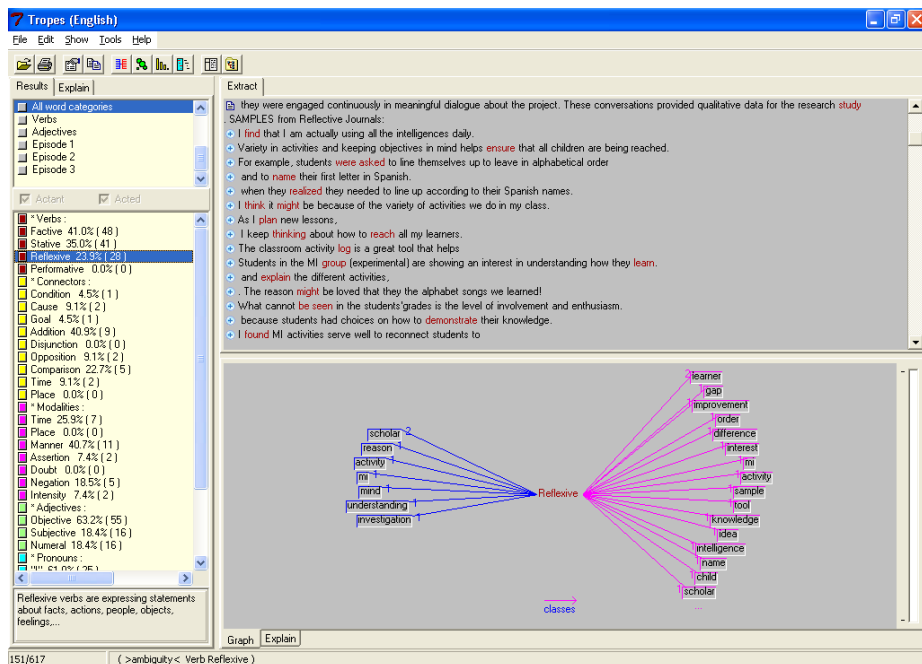 Tropes (English)
File Edit Show Tools Help
Results Explain
All word categories
Verbs
Adjectives
Episode 1
Episode 2
Episode 3
Actant Acted
* Verbs :
Factive 41.0% ( 48 )
Stative 35.0% ( 41 )
Reflexive 23.9% ( 28 )
Performative 0.0% ( 0 )
* Connectors :
Condition 4.5% ( 1 )
Cause 9.1% ( 2 )
Goal 4.5% ( 1 )
Addition 40.9% ( 9 )
Disjunction 0.0% ( 0 )
Opposition 9.1% ( 2 )
Comparison 22.7% ( 5 )
Time 9.1% ( 2 )
Place 0.0% ( 0 )
* Modalities :
Time 25.9% ( 7 )
Place 0.0% ( 0 )
Manner 40.7% ( 11 )
Assertion 7.4% ( 2 )
Doubt 0.0% ( 0 )
Negation 18.5% ( 5 )
Intensity 7.4% ( 2 )
* Adjectives :
Objective 63.2% ( 55 )
Subjective 18.4% ( 16 )
Numeral 18.4% ( 16 )
* Pronouns :
Reflexive verbs are expressing statements
about facts, actions, people, objects,
feelings,...
Extract
they were engaged continuously in meaningful dialogue about the project. These conversations provided qualitative data for the research study
. SAMPLES from Reflective Journals:
I find that I am actually using all the intelligences daily.
Variety in activities and keeping objectives in mind helps ensure that all children are being reached.
For example, students were asked to line themselves up to leave in alphabetical order
and to name their first letter in Spanish.
when they realized they needed to line up according to their Spanish names.
I think it might be because of the variety of activities we do in my class.
As I plan new lessons,
I keep thinking about how to reach all my learners.
The classroom activity log is a great tool that helps
Students in the MI group (experimental) are showing an interest in understanding how they learn.
and explain the different activities,
. The reason might be loved that they the alphabet songs we learned!
What cannot be seen in the students'grades is the level of involvement and enthusiasm.
because students had choices on how to demonstrate their knowledge.
I found MI activities serve well to reconnect students to
scholar 2
reason 1
activity 1
mi 1
mind 1
understanding 1
investigation 1
Reflexive
2 learner
1 gap
1 improvement
1 order
1 difference
1 interest
1 mi
1 activity
1 sample
1 tool
1 knowledge
1 idea
1 intelligence
1 name
1 child
1 scholar
...
classes
Graph Explain
151/617 ( >ambiguity< Verb Reflexive )